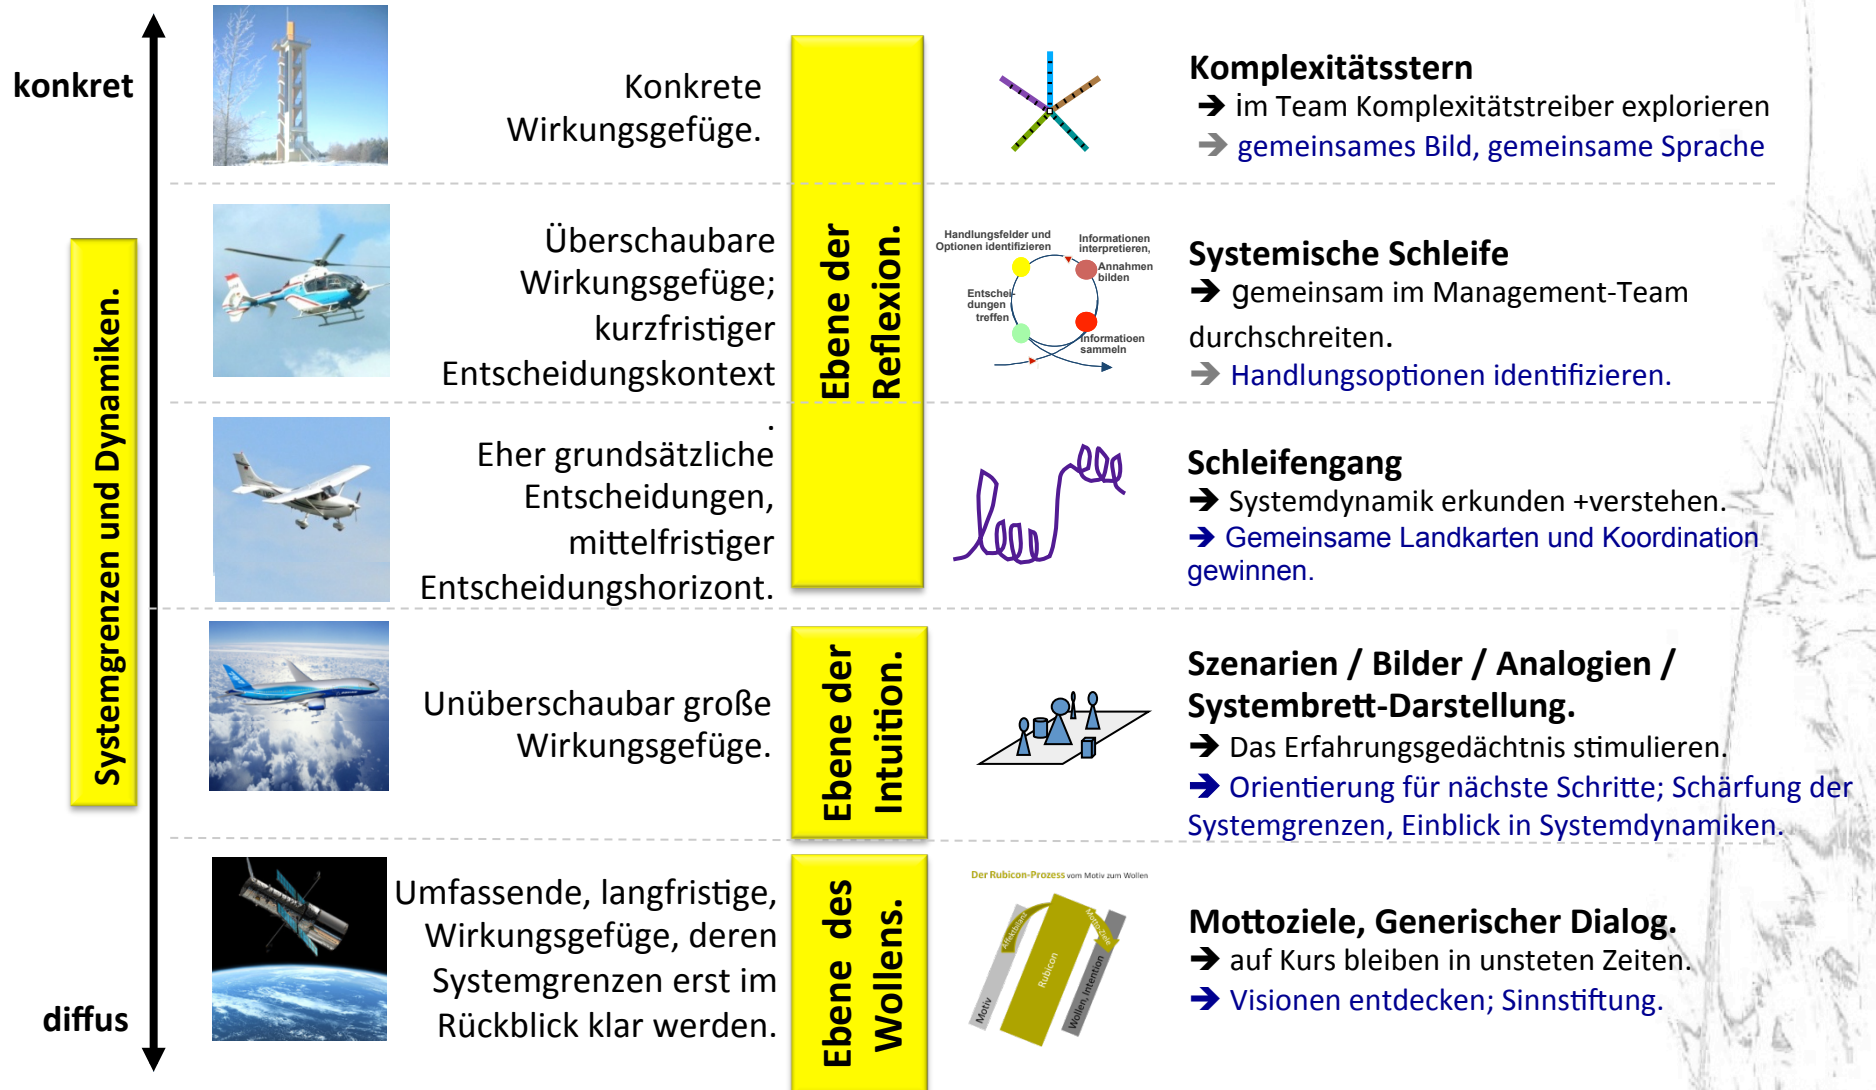 konkret
Systemgrenzen und Dynamiken.
diffus
Konkrete
Wirkungsgefüge.
Überschaubare
Wirkungsgefüge;
kurzfristiger
Entscheidungskontext
.
Eher grundsätzliche
Entscheidungen,
mittelfristiger
Entscheidungshorizont.
Unüberschaubar große
Wirkungsgefüge.
Umfassende, langfristige,
Wirkungsgefüge, deren
Systemgrenzen erst im
Rückblick klar werden.
Ebene der
Reflexion.
Ebene der
Intuition.
Ebene des
Wollens.
Komplexitätsstern
➔ im Team Komplexitätstreiber explorieren
➔ gemeinsames Bild, gemeinsame Sprache
Handlungsfelder und
Optionen identifizieren
Informationen
interpretieren,
Annahmen
bilden
Entschei-
dungen
treffen
Informatioen
sammeln
Systemische Schleife
➔ gemeinsam im Management-Team
durchschreiten.
➔ Handlungsoptionen identifizieren.
Schleifengang
➔ Systemdynamik erkunden +verstehen.
➔ Gemeinsame Landkarten und Koordination
gewinnen.
Szenarien / Bilder / Analogien /
Systembrett-Darstellung.
➔ Das Erfahrungsgedächtnis stimulieren.
➔ Orientierung für nächste Schritte; Schärfung der
Systemgrenzen, Einblick in Systemdynamiken.
Der Rubicon-Prozess vom Motiv zum Wollen
Motiv
Affektbilanz
Rubicon
Motto-Ziele
Wollen, Intention
Mottoziele, Generischer Dialog.
➔ auf Kurs bleiben in unsteten Zeiten.
➔ Visionen entdecken; Sinnstiftung.